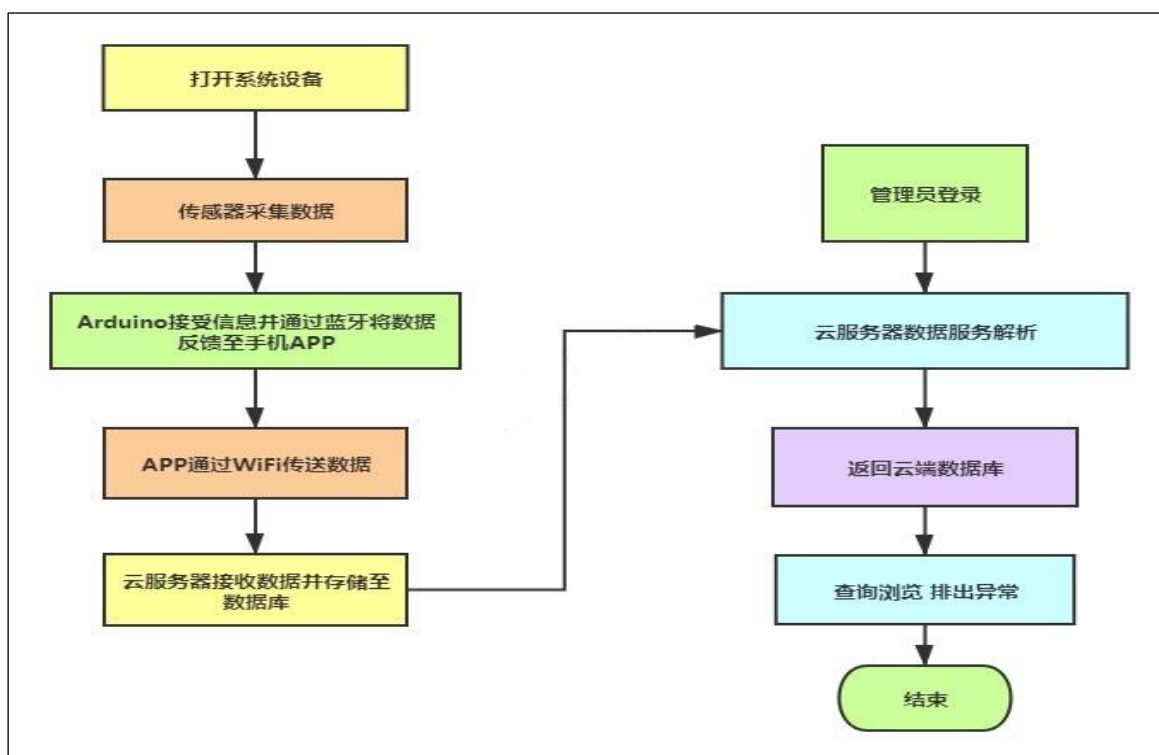 打开系统设备
传感器采集数据
Arduino接受信息并通过蓝牙将数据
反馈至手机APP
APP通过WiFi传送数据
云服务器接收数据并存储至
数据库
管理员登录
云服务器数据服务解析
返回云端数据库
查询浏览 排出异常
结束